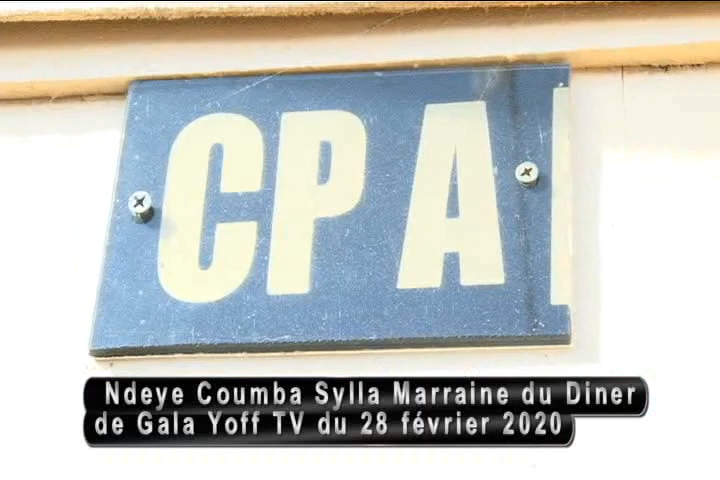 CP A
Ndeye Coumba Sylla Marraine du Diner
de Gala Yoff TV du 28 février 2020